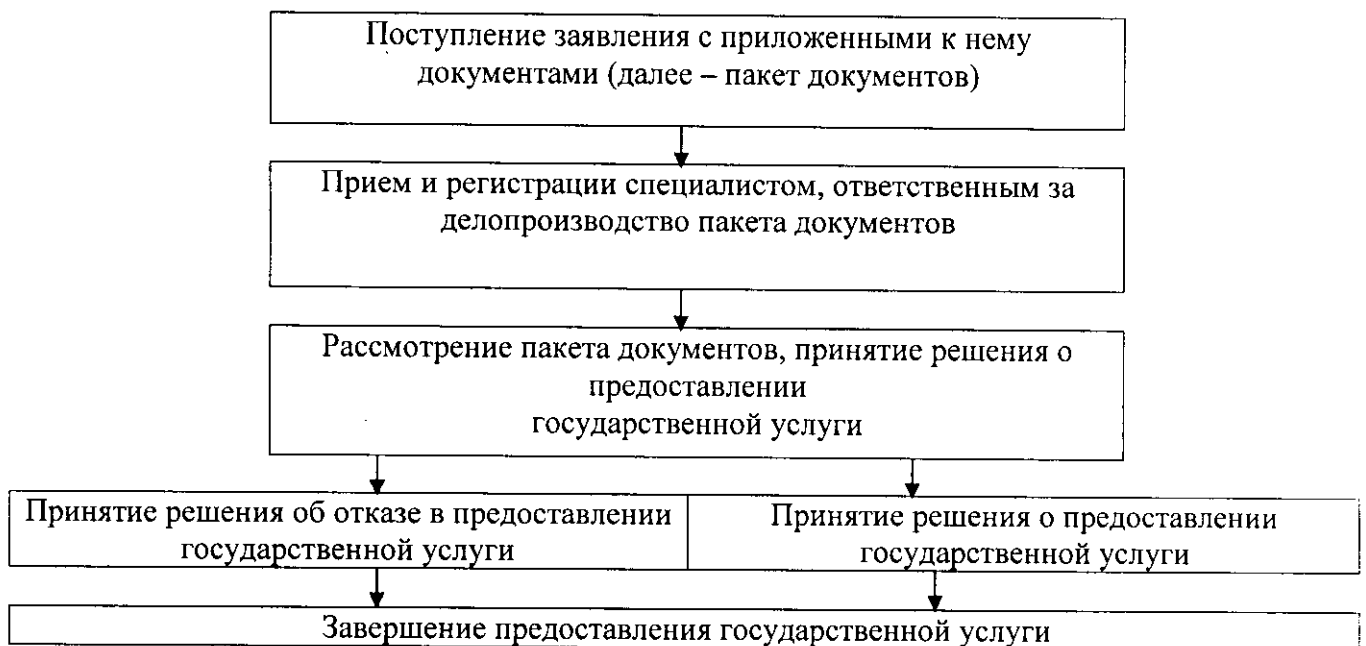 Поступление заявления с приложенными к нему
документами (далее – пакет документов)
Прием и регистрации специалистом, ответственным за
делопроизводство пакета документов
Рассмотрение пакета документов, принятие решения о
предоставлении
государственной услуги
Принятие решения об отказе в предоставлении
государственной услуги
Принятие решения о предоставлении
государственной услуги
Завершение предоставления государственной услуги